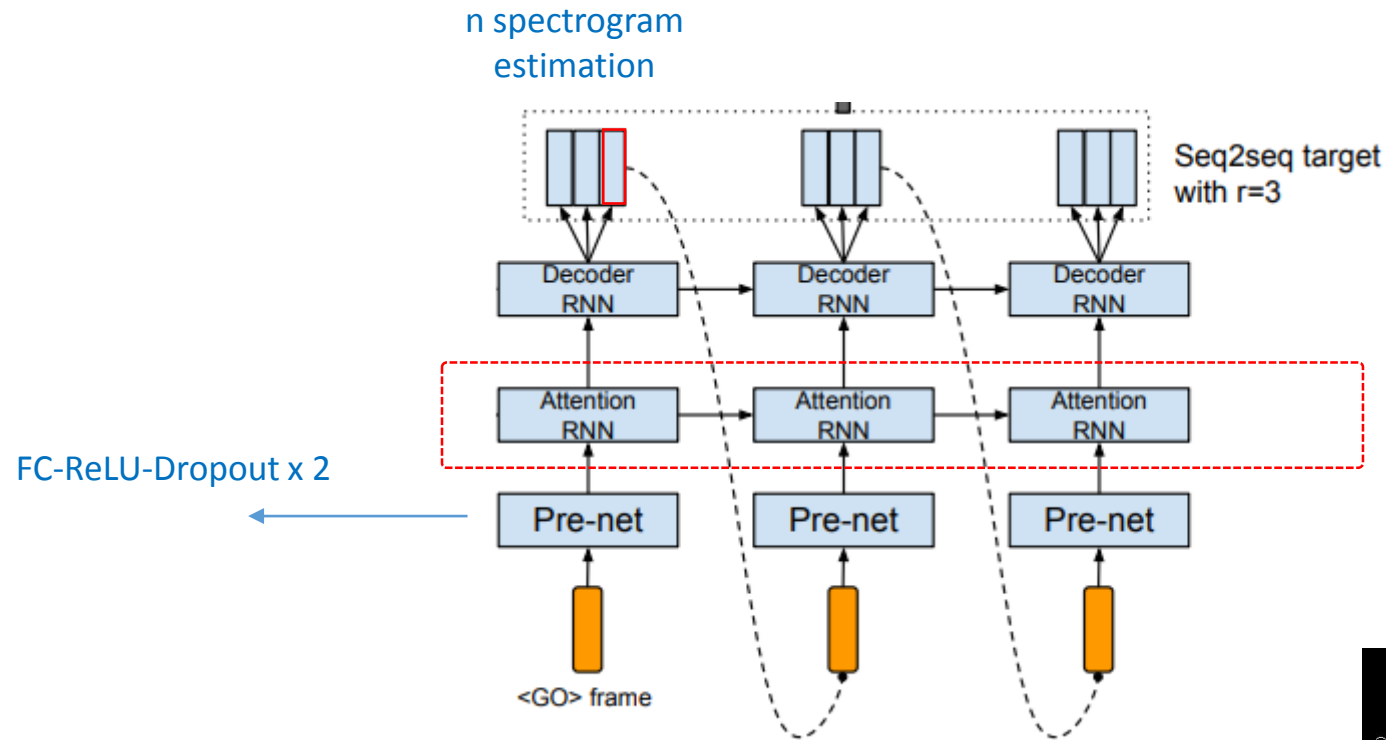 n spectrogram
estimation
Seq2seq target
with r=3
Decoder
RNN
Decoder
RNN
Decoder
RNN
Attention
RNN
Attention
RNN
Attention
RNN
FC-ReLU-Dropout x 2
Pre-net
Pre-net
Pre-net
<GO> frame